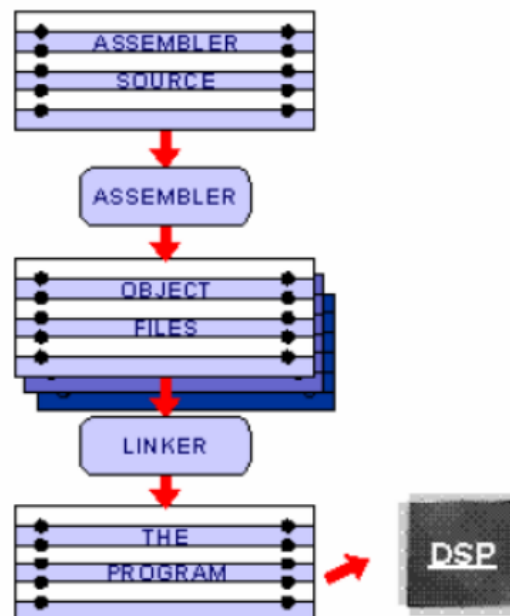 ASSEMBLER
SOURCE
ASSEMBLER
OBJECT
FILES
LINKER
THE
PROGRAM
DSP